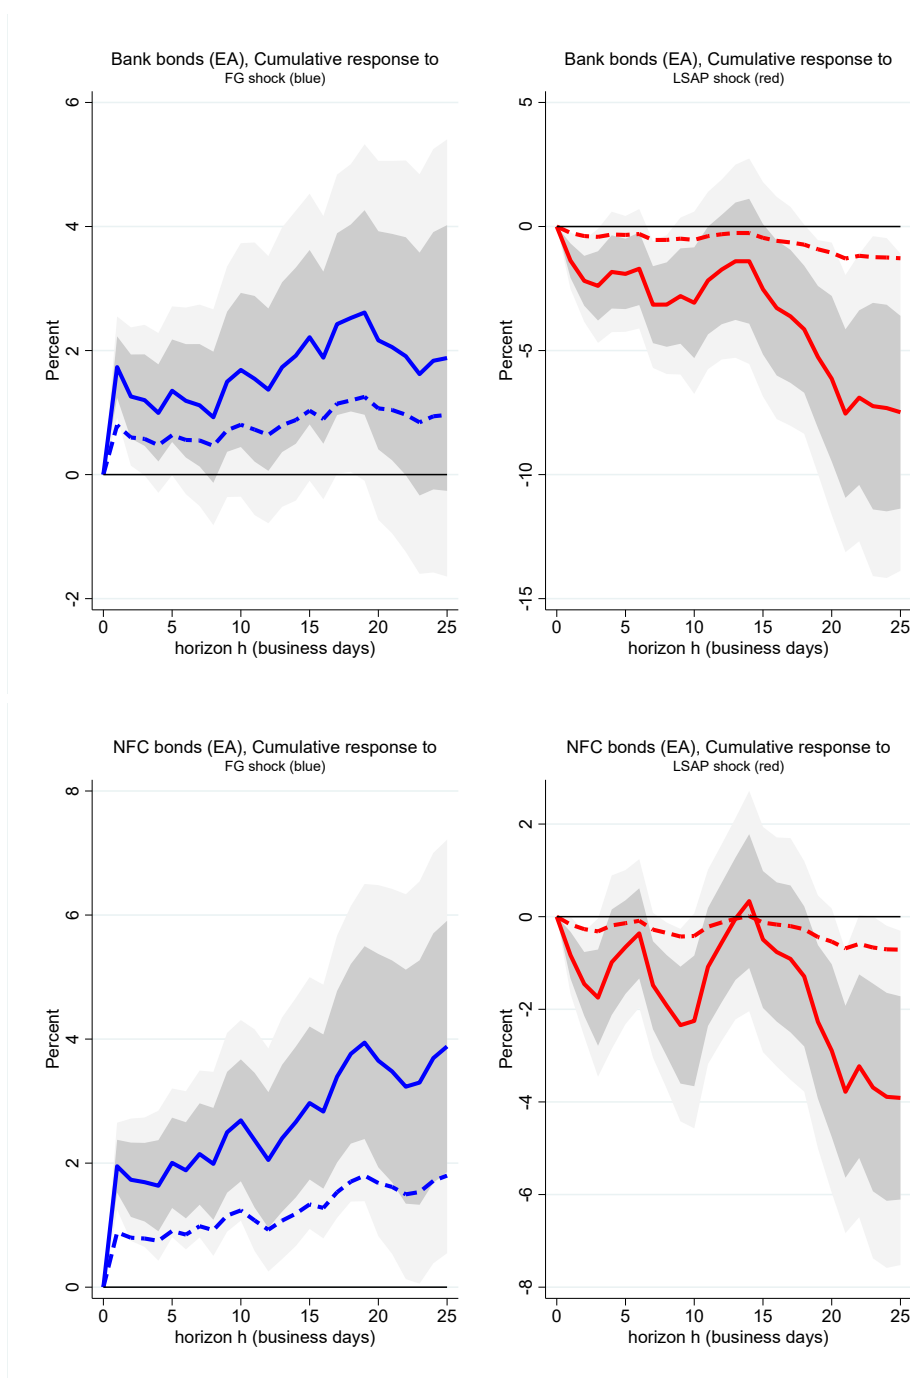 Bank bonds (EA), Cumulative response to
FG shock (blue)
6
4
2
0
-2
Percent
0 5 10 15 20 25
horizon h (business days)
Bank bonds (EA), Cumulative response to
LSAP shock (red)
5
0
-5
-10
-15
Percent
0 5 10 15 20 25
horizon h (business days)
NFC bonds (EA), Cumulative response to
FG shock (blue)
8
6
4
2
0
Percent
0 5 10 15 20 25
horizon h (business days)
NFC bonds (EA), Cumulative response to
LSAP shock (red)
2
0
-2
-4
-6
-8
Percent
0 5 10 15 20 25
horizon h (business days)